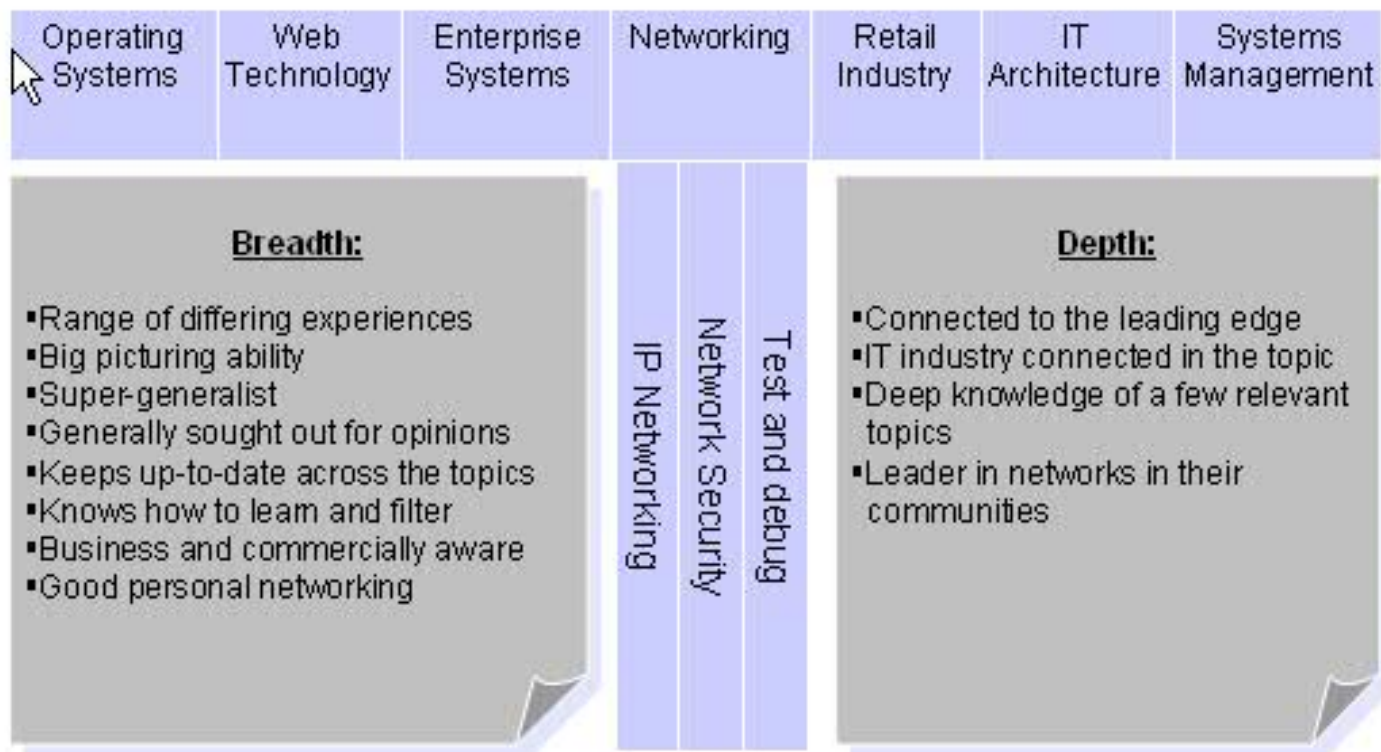 Operating
Systems
Web
Technology
Enterprise
Systems
Networking
Retail
Industry
IT
Architecture
Systems
Management
Breadth:
▪Range of differing experiences
▪Big picturing ability
▪Super-generalist
▪Generally sought out for opinions
▪Keeps up-to-date across the topics
▪Knows how to learn and filter
▪Business and commercially aware
▪Good personal networking
IP Networking
Network Security
Test and debug
Depth:
▪Connected to the leading edge
▪IT industry connected in the topic
▪Deep knowledge of a few relevant
topics
▪Leader in networks in their
communities